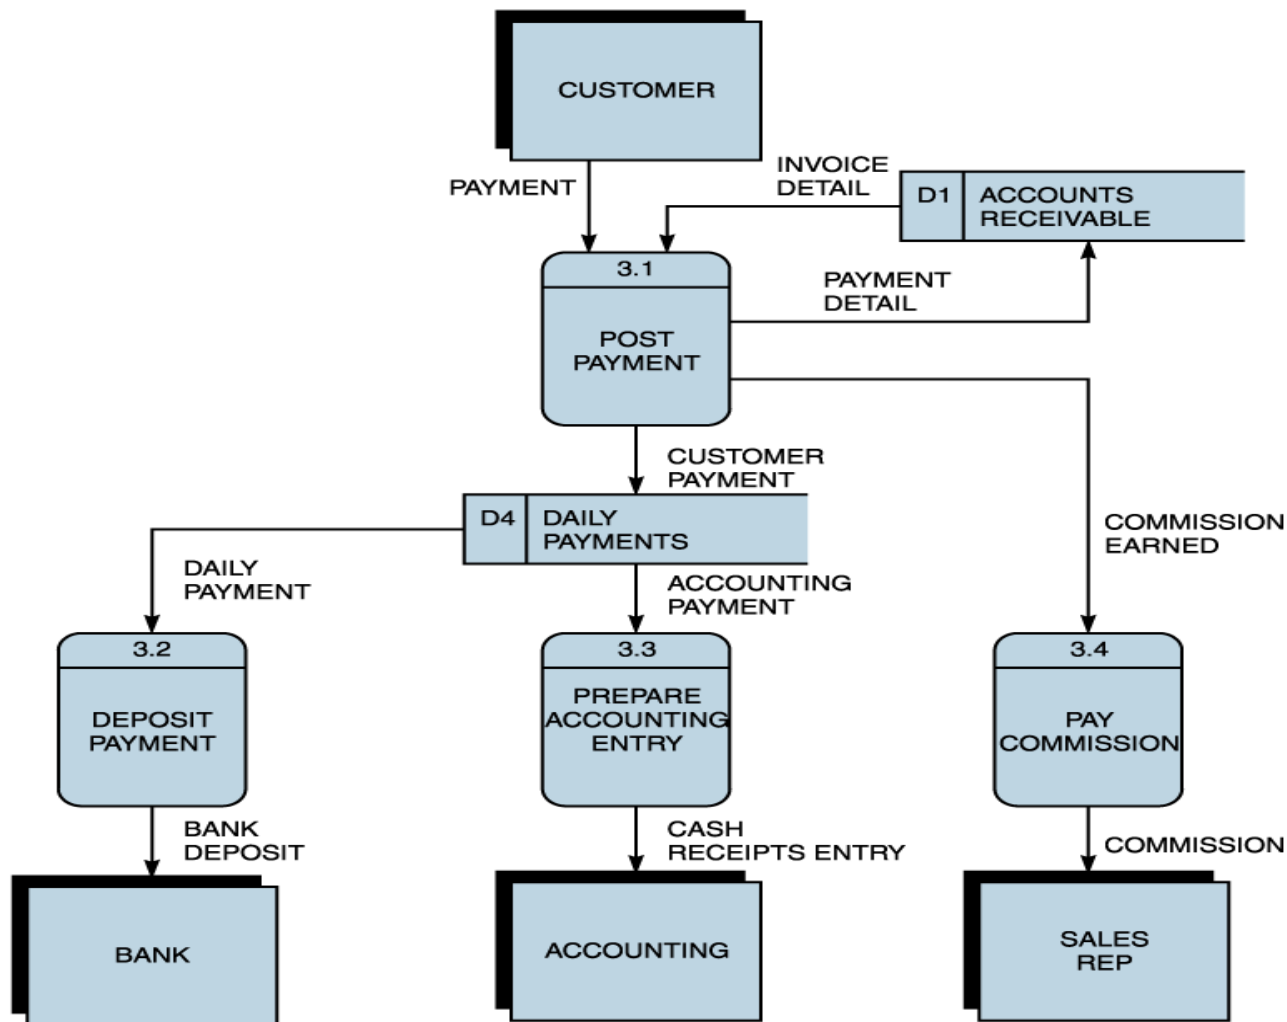 CUSTOMER
PAYMENT
INVOICE
DETAIL
D1
ACCOUNTS
RECEIVABLE
3.1
POST
PAYMENT
PAYMENT
DETAIL
CUSTOMER
PAYMENT
D4
DAILY
PAYMENTS
COMMISSION
EARNED
DAILY
PAYMENT
ACCOUNTING
PAYMENT
3.2
DEPOSIT
PAYMENT
3.3
PREPARE
ACCOUNTING
ENTRY
3.4
PAY
COMMISSION
BANK
DEPOSIT
CASH
RECEIPTS ENTRY
COMMISSION
BANK
ACCOUNTING
SALES
REP